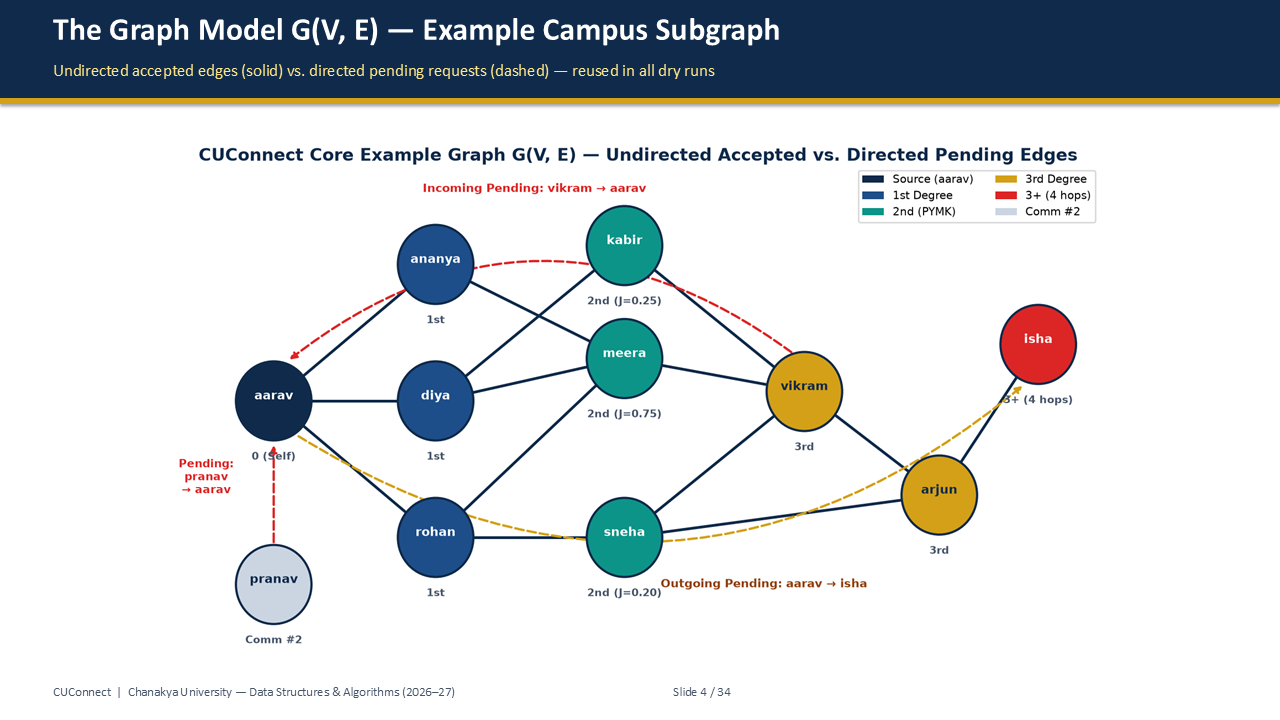 The Graph Model G(V, E) — Example Campus Subgraph
Undirected accepted edges (solid) vs. directed pending requests (dashed) — reused in all dry runs
CUConnect Core Example Graph G(V, E) — Undirected Accepted vs. Directed Pending Edges
Source (aarav)
1st Degree
2nd (PYMK)
3rd Degree
3+ (4 hops)
Comm #2
Incoming Pending: vikram → aarav
kabir
2nd (J=0.25)
ananya
1st
isha
3+ (4 hops)
meera
2nd (J=0.75)
vikram
3rd
aarav
0 (Self)
diya
1st
Pending:
pranav
→ aarav
arjun
3rd
rohan
1st
sneha
2nd (J=0.20)
Outgoing Pending: aarav → isha
pranav
Comm #2
CUConnect | Chanakya University — Data Structures & Algorithms (2026–27)
Slide 4 / 34